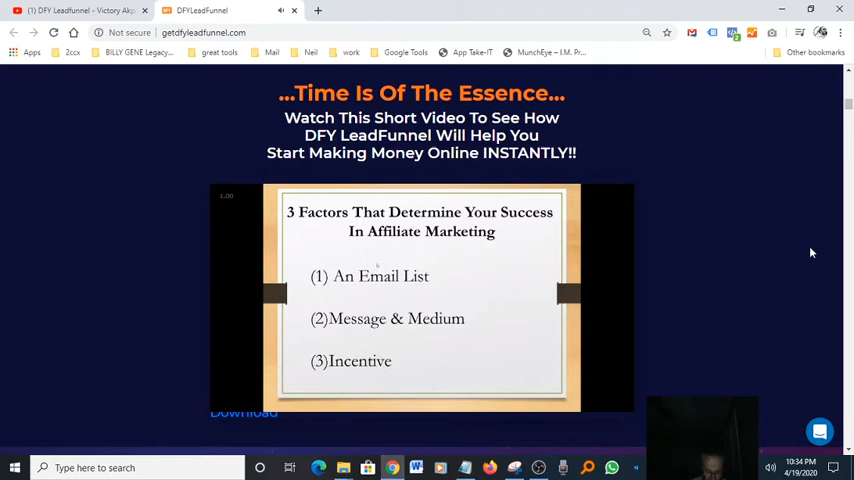 (1) DFY Lead Funnel - Victory Akp
DFYLeadFunnel
Not secure
getdfyleadfunnel.com
Apps
2ccx
BILLY GENE Legacy...
great tools
Mail
Neil
work
Google Tools
App Take-IT
MunchEye – I.M. Pr...
Other bookmarks
...Time Is Of The Essence...
Watch This Short Video To See How
DFY LeadFunnel Will Help You
Start Making Money Online INSTANTLY!!
1.00
3 Factors That Determine Your Success
In Affiliate Marketing
(1) An Email List
(2)Message & Medium
(3)Incentive
Download
Type here to search
10:34 PM
4/19/2020